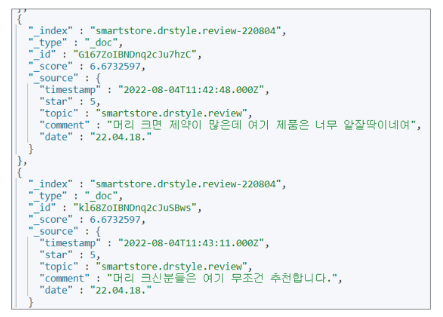 },
{
"_index" : "smartstore.drstyle.review-220804",
"_type" : "_doc",
"_id" : "G167ZoIBNDnq2cJu7hzC",
"_score" : 6.6732597,
"_source" : {
"timestamp" : "2022-08-04T11:42:48.000Z",
"star" : 5,
"topic" : "smartstore.drstyle.review",
"comment" : "머리 크면 제약이 많은데 여기 제품은 너무 알잘딱이네여",
"date" : "22.04.18."
}
},
{
"_index" : "smartstore.drstyle.review-220804",
"_type" : "_doc",
"_id" : "kl68ZoIBNDnq2cJuSBws",
"_score" : 6.6732597,
"_source" : {
"timestamp" : "2022-08-04T11:43:11.000Z",
"star" : 5,
"topic" : "smartstore.drstyle.review",
"comment" : "머리 크신분들은 여기 무조건 추천합니다.",
"date" : "22.04.18."
}